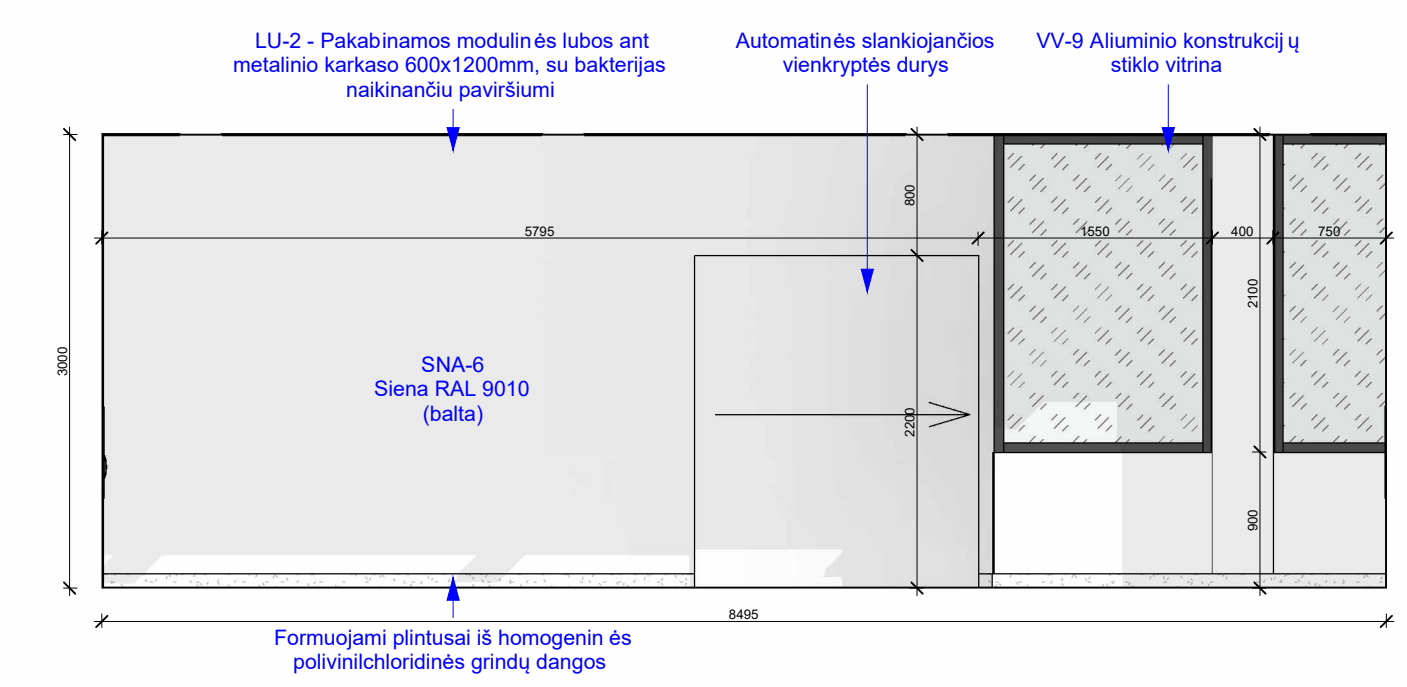 LU-2 - Pakabinamos modulinės lubos ant
metalinio karkaso 600x1200mm, su bakterijas
naikinančiu paviršiumi
Automatinės slankiojančios
vienkryptės durys
VV-9 Aliuminio konstrukcijų
stiklo vitrina
800
5795
1550
400
750
2100
3000
SNA-6
Siena RAL 9010
(balta)
2200
900
8495
Formuojami plintusai iš homogeninės
polivinilchloridinės grindų dangos